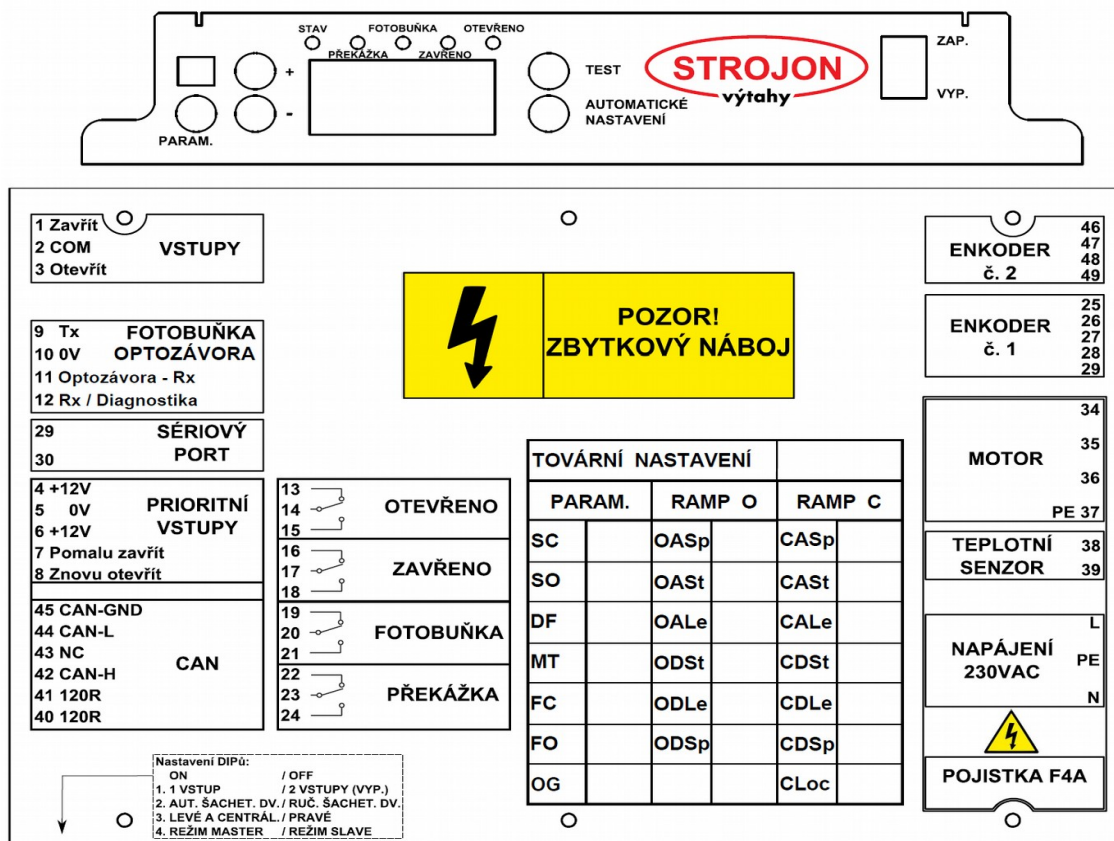 STAV
FOTOBUŇKA
OTEVŘENO
PŘEKÁŽKA
ZAVŘENO
+
-
PARAM.
TEST
AUTOMATICKÉ
NASTAVENÍ
STROJON
výtahy
ZAP.
VYP.
1 Zavřít
2 COM
3 Otevřít
VSTUPY
9 Tx
10 0V
11 Optozávora - Rx
12 Rx / Diagnostika
FOTOBUŇKA
OPTOZÁVORA
29
30
SÉRIOVÝ
PORT
4 +12V
5 0V
6 +12V
7 Pomalu zavřít
8 Znovu otevřít
PRIORITNÍ
VSTUPY
45 CAN-GND
44 CAN-L
43 NC
42 CAN-H
41 120R
40 120R
CAN
13
14
15
OTEVŘENO
16
17
18
ZAVŘENO
19
20
21
FOTOBUŇKA
22
23
24
PŘEKÁŽKA
POZOR!
ZBYTKOVÝ NÁBOJ
TOVÁRNÍ NASTAVENÍ
PARAM. RAMP O RAMP C
SC OASp CASp
SO OASt CASt
DF OALe CALe
MT ODSt CDSt
FC ODLe CDLe
FO ODSp CDSp
OG CLoc
ENKODER
č. 2
46
47
48
49
ENKODER
č. 1
25
26
27
28
29
MOTOR
34
35
36
PE 37
TEPLOTNÍ
SENZOR
38
39
NAPÁJENÍ
230VAC
L
PE
N
POJISTKA F4A
Nastavení DIPů:
ON / OFF
1. 1 VSTUP / 2 VSTUPY (VYP.)
2. AUT. ŠACHET. DV. / RUČ. ŠACHET. DV.
3. LEVÉ A CENTRÁL. / PRAVÉ
4. REŽIM MASTER / REŽIM SLAVE